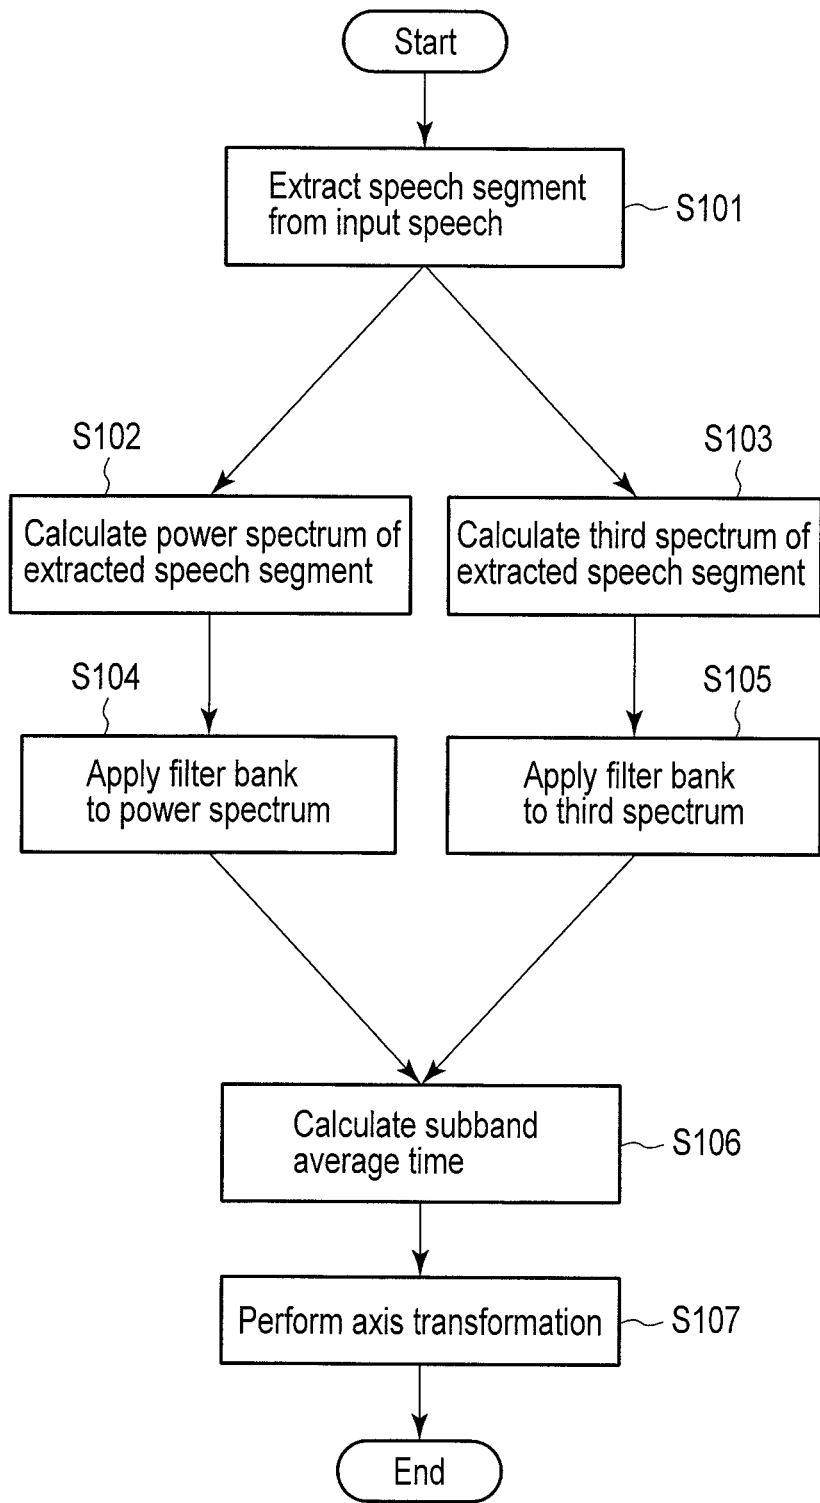 Start
Extract speech segment
from input speech
S101
S102
S103
Calculate power spectrum of
extracted speech segment
Calculate third spectrum of
extracted speech segment
S104
S105
Apply filter bank
to power spectrum
Apply filter bank
to third spectrum
Calculate subband
average time
S106
Perform axis transformation
S107
End